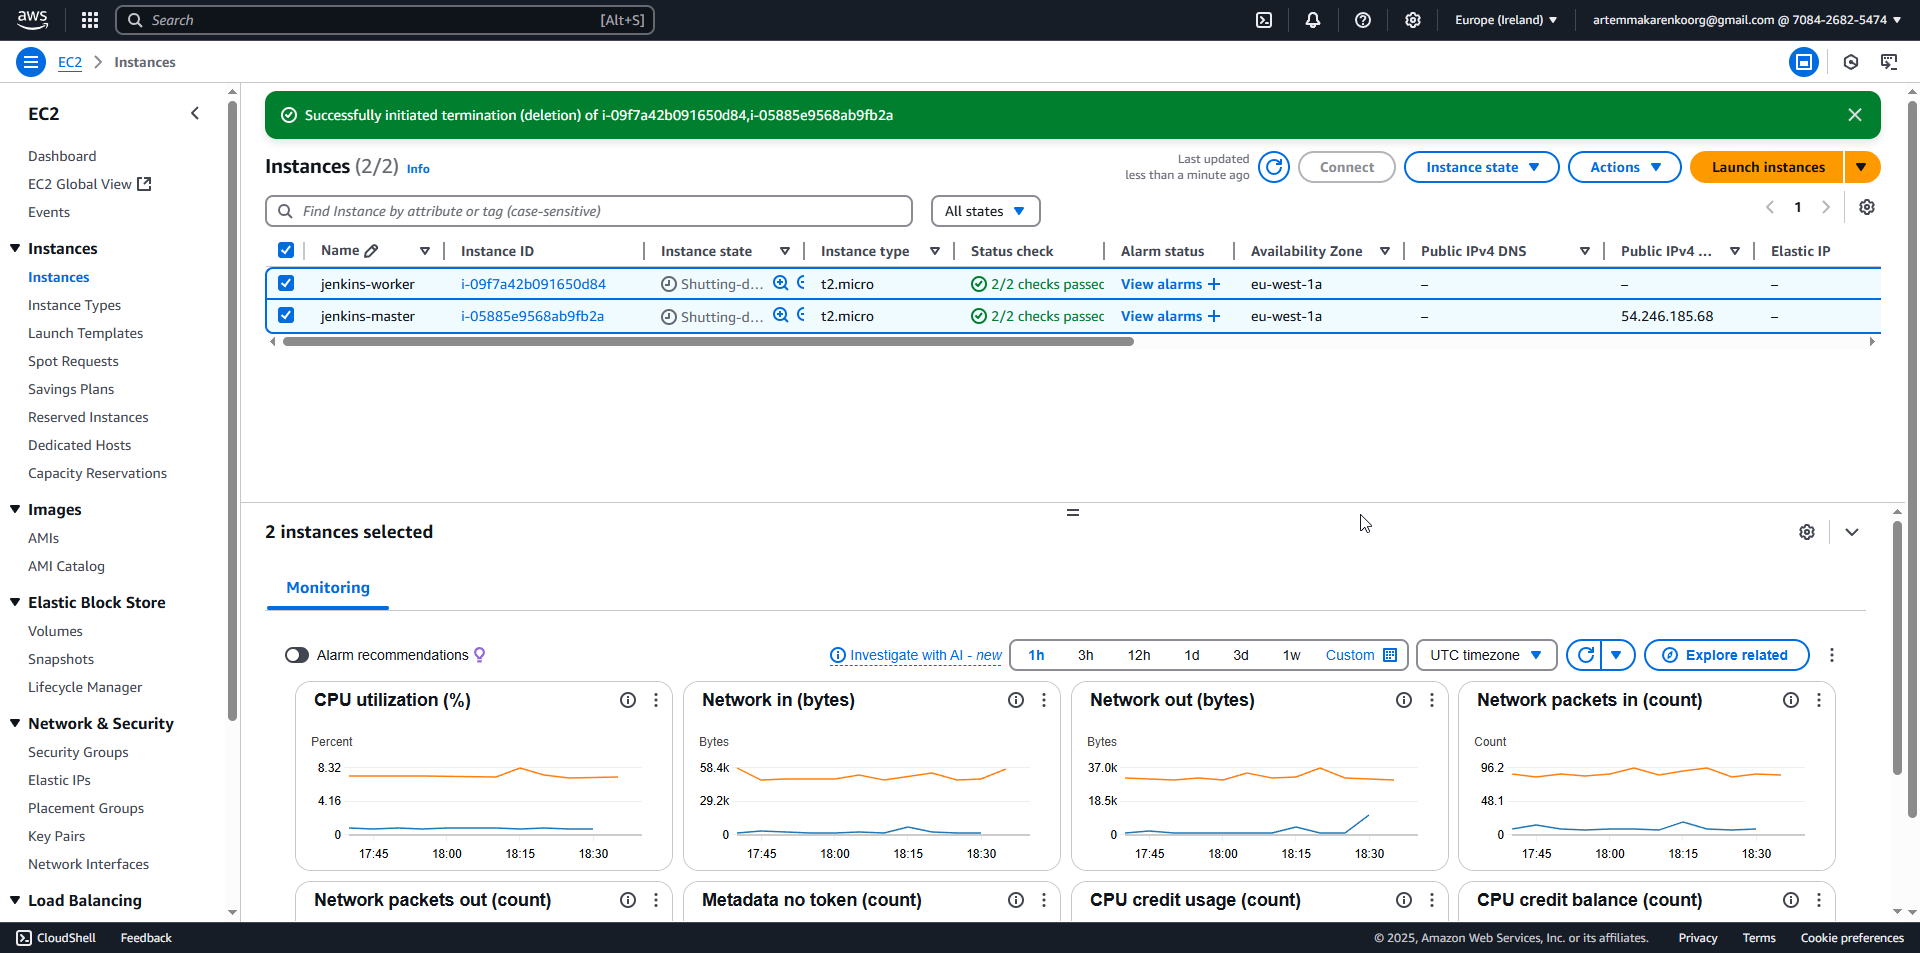 aws
Search [Alt+S]
Europe (Ireland)
artemmakarenkoorg@gmail.com @ 7084-2682-5474
EC2
Instances
EC2
Dashboard
EC2 Global View
Events
Instances
Instances
Instance Types
Launch Templates
Spot Requests
Savings Plans
Reserved Instances
Dedicated Hosts
Capacity Reservations
Images
AMIs
AMI Catalog
Elastic Block Store
Volumes
Snapshots
Lifecycle Manager
Network & Security
Security Groups
Elastic IPs
Placement Groups
Key Pairs
Network Interfaces
Load Balancing
Successfully initiated termination (deletion) of i-09f7a42b091650d84,i-05885e9568ab9fb2a
Instances (2/2) Info
Last updated
less than a minute ago
Connect
Instance state
Actions
Launch instances
Find Instance by attribute or tag (case-sensitive)
All states
1
Name Instance ID Instance state Instance type Status check Alarm status Availability Zone Public IPv4 DNS Public IPv4 ... Elastic IP
jenkins-worker i-09f7a42b091650d84 Shutting-d... t2.micro 2/2 checks passec View alarms + eu-west-1a – – –
jenkins-master i-05885e9568ab9fb2a Shutting-d... t2.micro 2/2 checks passec View alarms + eu-west-1a – 54.246.185.68 –
2 instances selected
Monitoring
Alarm recommendations
Investigate with AI - new
1h 3h 12h 1d 3d 1w Custom
UTC timezone
Explore related
CPU utilization (%)
Percent
8.32
4.16
0
17:45 18:00 18:15 18:30
Network in (bytes)
Bytes
58.4k
29.2k
0
17:45 18:00 18:15 18:30
Network out (bytes)
Bytes
37.0k
18.5k
0
17:45 18:00 18:15 18:30
Network packets in (count)
Count
96.2
48.1
0
17:45 18:00 18:15 18:30
Network packets out (count)
Metadata no token (count)
CPU credit usage (count)
CPU credit balance (count)
CloudShell Feedback
© 2025, Amazon Web Services, Inc. or its affiliates. Privacy Terms Cookie preferences